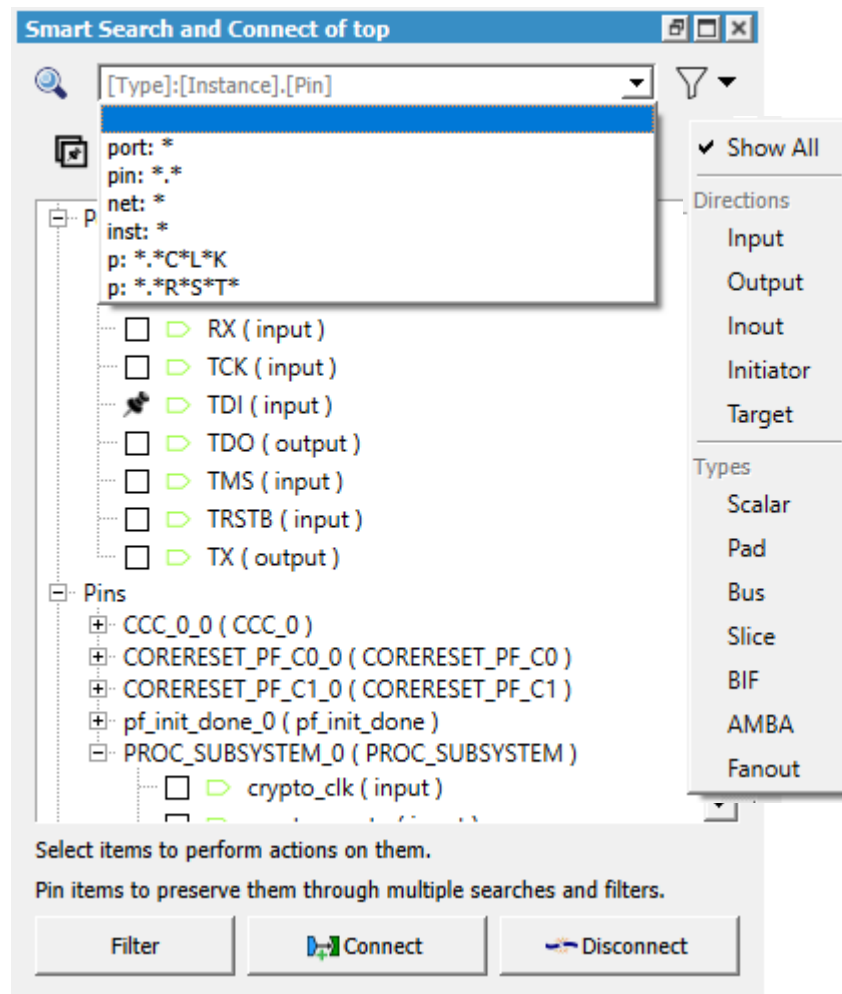 Smart Search and Connect of top
[Type]:[Instance].[Pin]
port: *
pin: *.*
net: *
inst: *
p: *.*C*L*K
p: *.*R*S*T*
Show All
Directions
Input
Output
Inout
Initiator
Target
Types
Scalar
Pad
Bus
Slice
BIF
AMBA
Fanout
P
RX ( input )
TCK ( input )
TDI ( input )
TDO ( output )
TMS ( input )
TRSTB ( input )
TX ( output )
Pins
CCC_0_0 ( CCC_0 )
CORERESET_PF_C0_0 ( CORERESET_PF_C0 )
CORERESET_PF_C1_0 ( CORERESET_PF_C1 )
pf_init_done_0 ( pf_init_done )
PROC_SUBSYSTEM_0 ( PROC_SUBSYSTEM )
crypto_clk ( input )
Select items to perform actions on them.
Pin items to preserve them through multiple searches and filters.
Filter
Connect
Disconnect